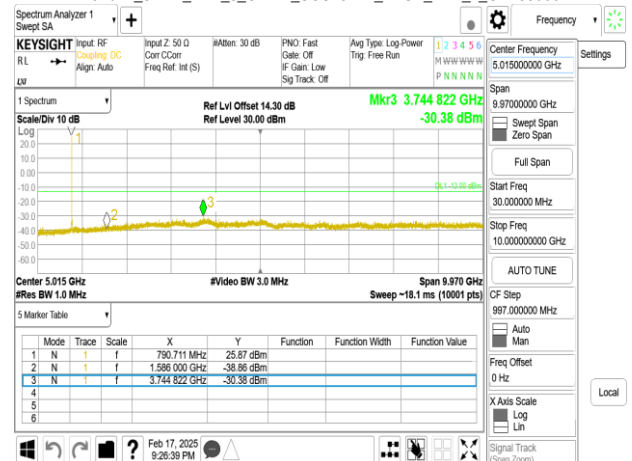 Spectrum Analyzer 1
Swept SA
Frequency
KEYSIGHT
RL
LXI
Input: RF
Coupling: DC
Align: Auto
Input Z: 50 Ω
Corr CCorr
Freq Ref: Int (S)
#Atten: 30 dB
PNO: Fast
Gate: Off
IF Gain: Low
Sig Track: Off
Avg Type: Log-Power
Trig: Free Run
1 2 3 4 5 6
M W W W W W
P N N N N N
1 Spectrum
Scale/Div 10 dB
Ref Lvl Offset 14.30 dB
Ref Level 30.00 dBm
Mkr3 3.744 822 GHz
-30.38 dBm
Log
1
20.0
10.0
0.00
DL1 -13.00 dBm
-10.0
-20.0
3
2
-30.0
-40.0
-50.0
-60.0
Center 5.015 GHz
#Video BW 3.0 MHz
Span 9.970 GHz
#Res BW 1.0 MHz
Sweep ~18.1 ms (10001 pts)
5 Marker Table
Mode Trace Scale X Y Function Function Width Function Value
1 N 1 f 790.711 MHz 25.87 dBm
2 N 1 f 1.586 000 GHz -38.86 dBm
3 N 1 f 3.744 822 GHz -30.38 dBm
4
5
6
?
Feb 17, 2025
9:26:39 PM
Center Frequency
5.015000000 GHz
Settings
Span
9.97000000 GHz
Swept Span
Zero Span
Full Span
Start Freq
30.000000 MHz
Stop Freq
10.000000000 GHz
AUTO TUNE
CF Step
997.000000 MHz
Auto
Man
Freq Offset
0 Hz
X Axis Scale
Log
Lin
Local
Signal Track
(Span Zoom)